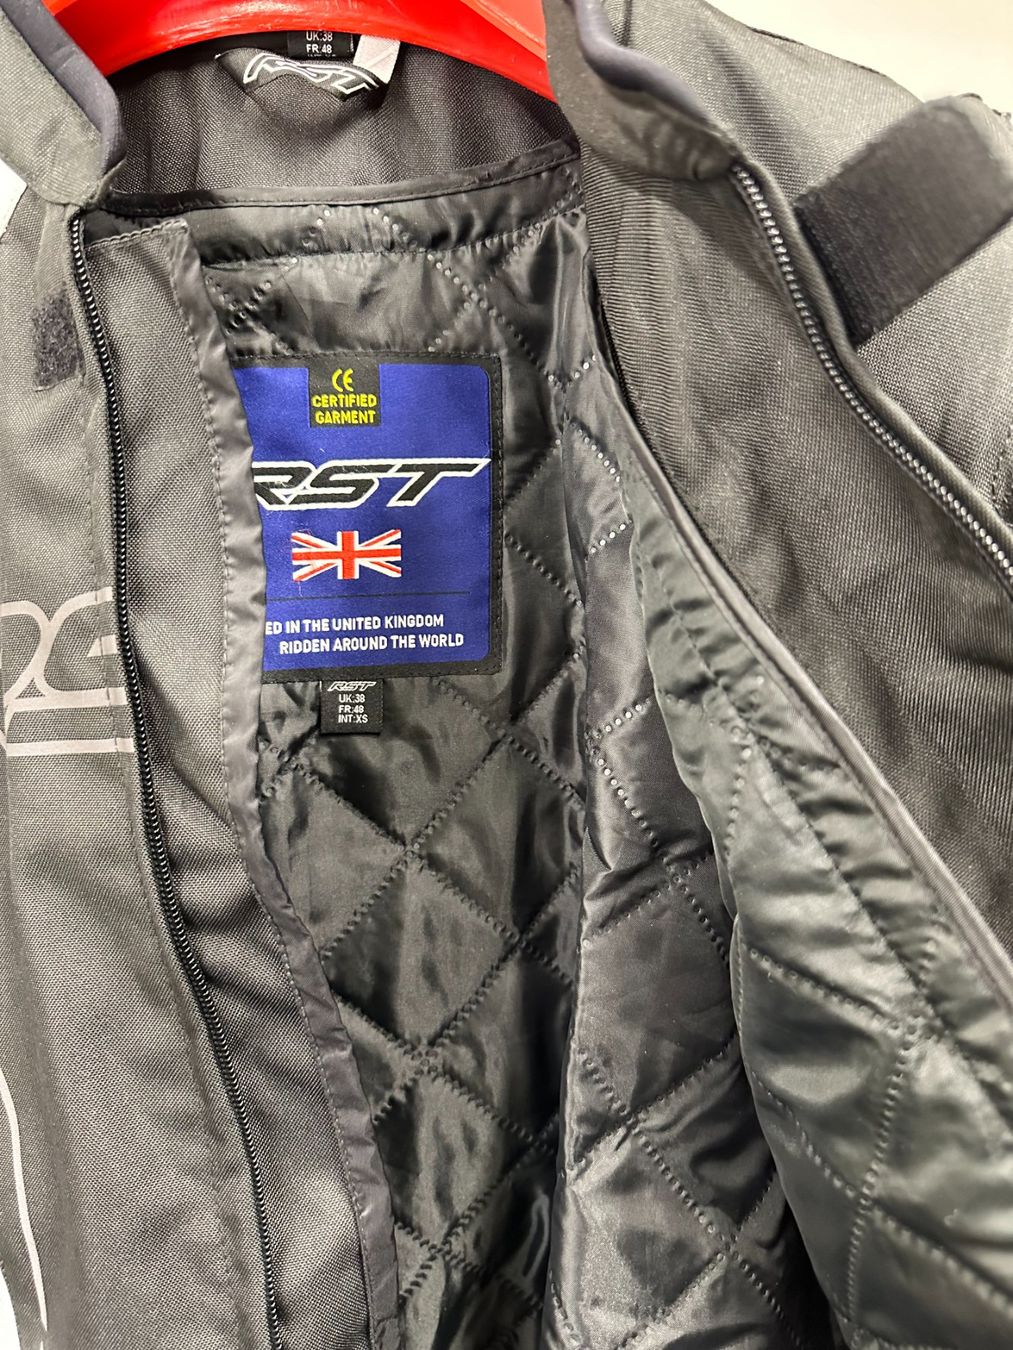 UK:38
FR:48
RST
CE
CERTIFIED
GARMENT
RST
ED IN THE UNITED KINGDOM
RIDDEN AROUND THE WORLD
RST
UK:38
FR:48
INT:XS